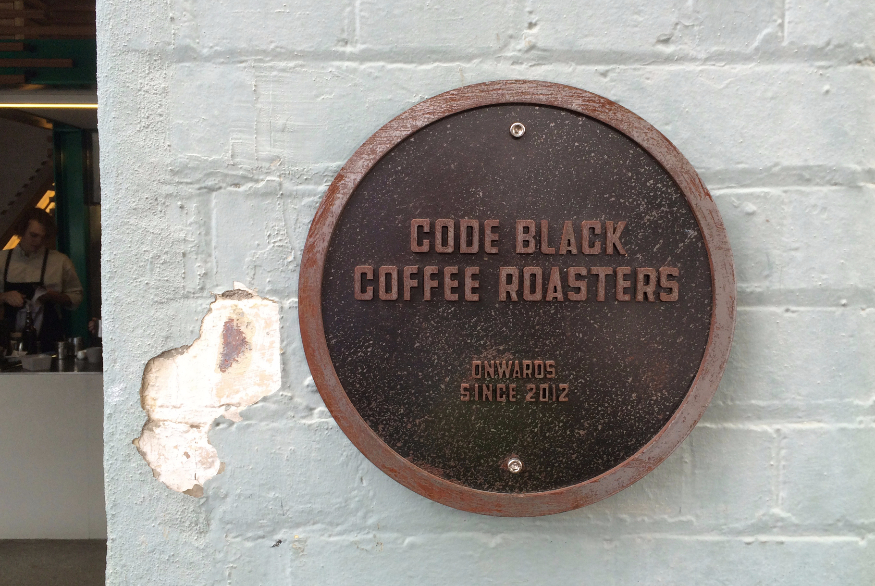 CODE BLACK
COFFEE ROASTERS
ONWARDS
SINCE 2012